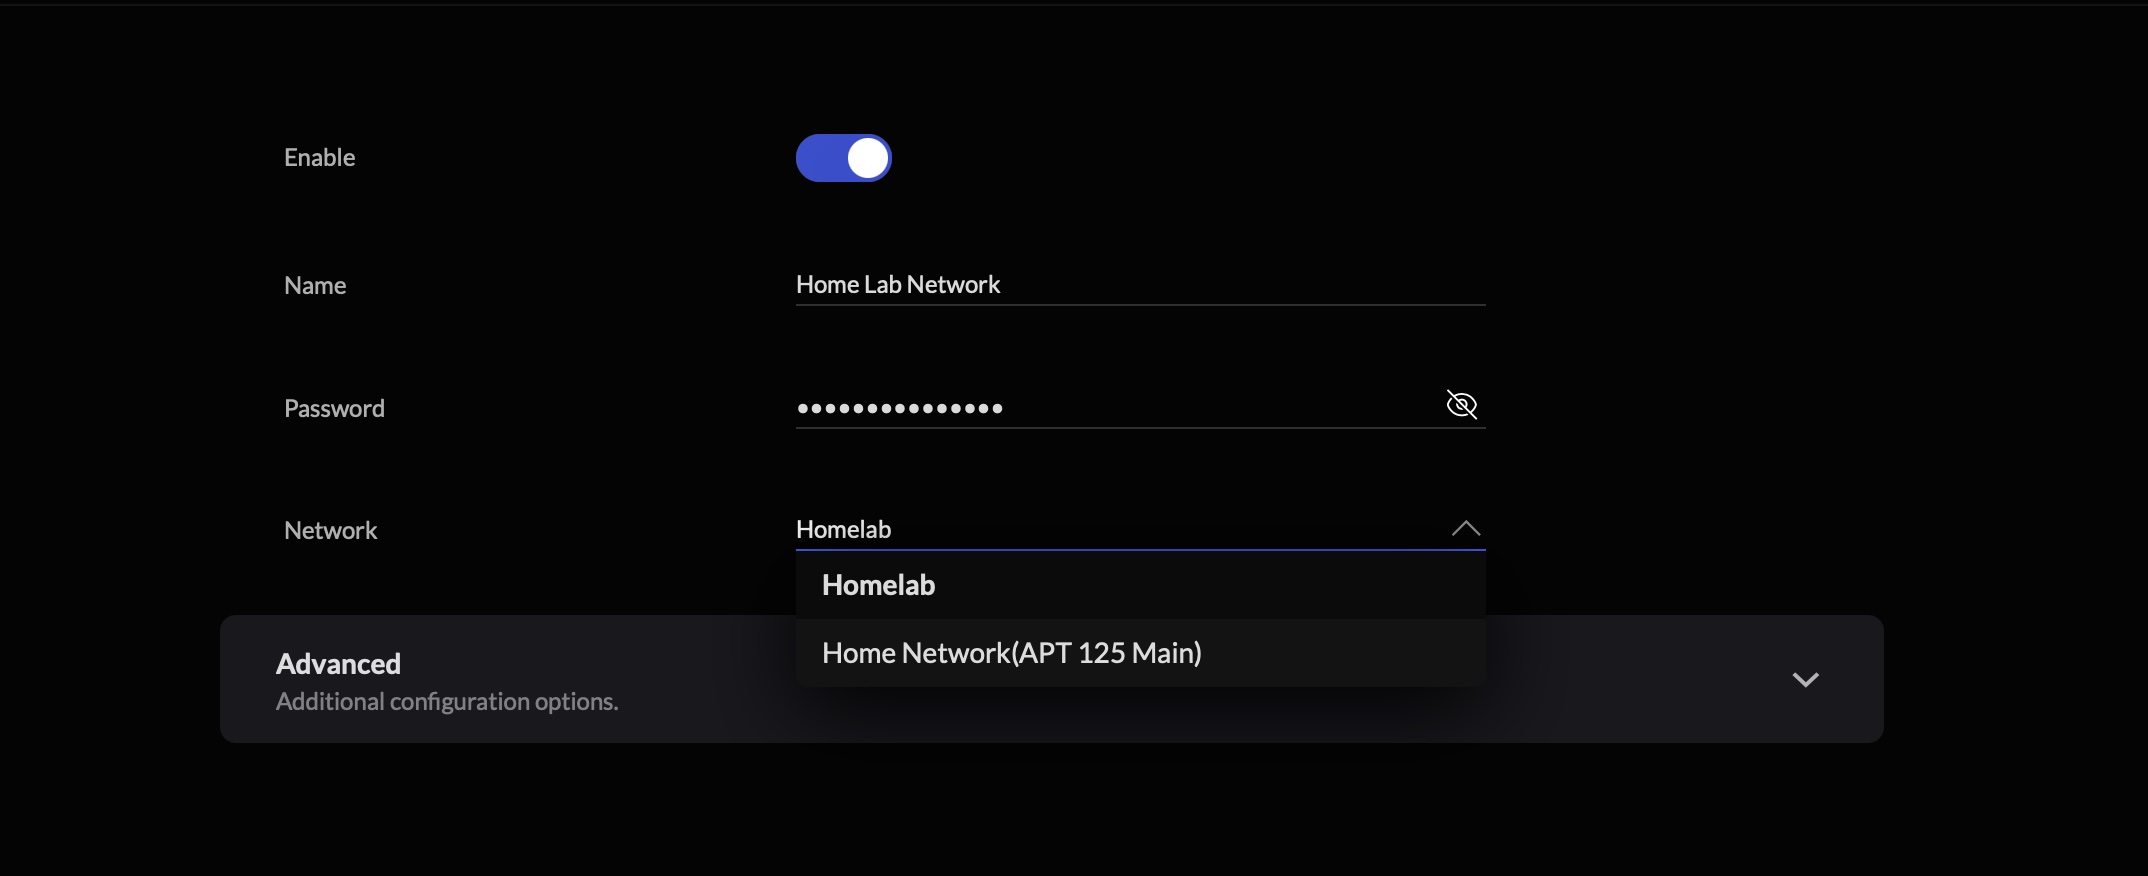 Enable
Name
Home Lab Network
Password
Network
Homelab
Homelab
Home Network(APT 125 Main)
Advanced
Additional configuration options.